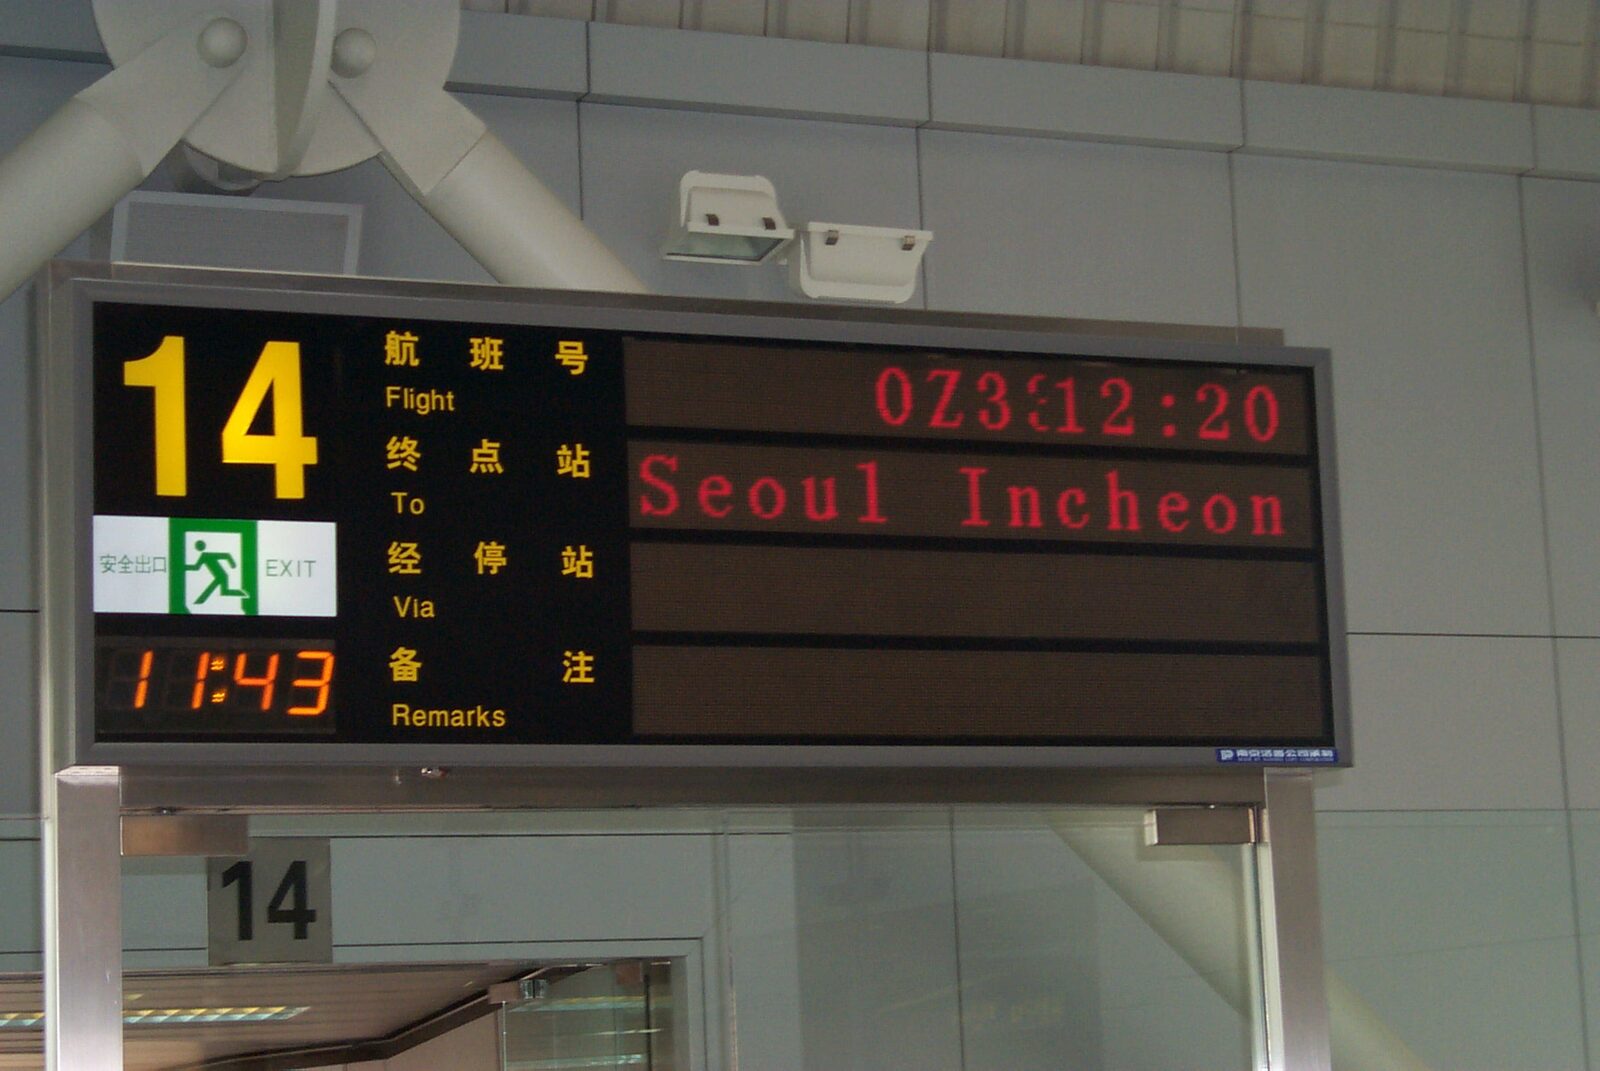 14
航班号
Flight
12:20
终点站
To
Seoul Incheon
安全出口 EXIT
经停站
Via
11:43
备注
Remarks
14